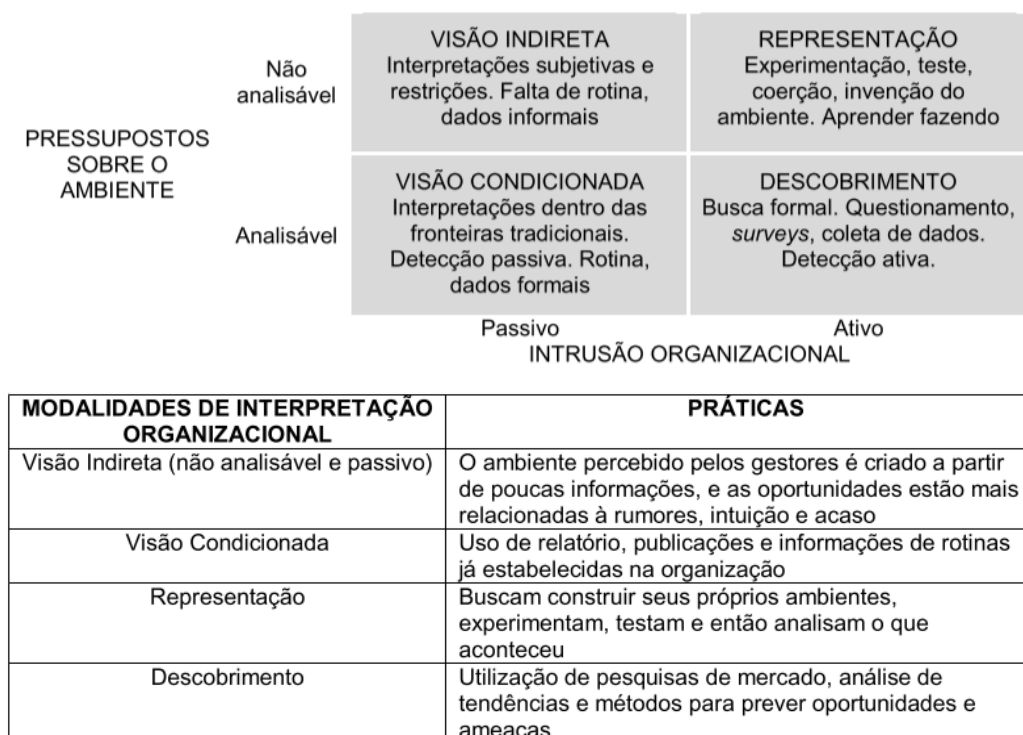 PRESSUPOSTOS
SOBRE O
AMBIENTE
Não
analisável
VISÃO INDIRETA
Interpretações subjetivas e
restrições. Falta de rotina,
dados informais
REPRESENTAÇÃO
Experimentação, teste,
coerção, invenção do
ambiente. Aprender fazendo
Analisável
VISÃO CONDICIONADA
Interpretações dentro das
fronteiras tradicionais.
Detecção passiva. Rotina,
dados formais
DESCOBRIMENTO
Busca formal. Questionamento,
surveys, coleta de dados.
Detecção ativa.
Passivo
Ativo
INTRUSÃO ORGANIZACIONAL
MODALIDADES DE INTERPRETAÇÃO
ORGANIZACIONAL
PRÁTICAS
Visão Indireta (não analisável e passivo)
O ambiente percebido pelos gestores é criado a partir
de poucas informações, e as oportunidades estão mais
relacionadas à rumores, intuição e acaso
Visão Condicionada
Uso de relatório, publicações e informações de rotinas
já estabelecidas na organização
Representação
Buscam construir seus próprios ambientes,
experimentam, testam e então analisam o que
aconteceu
Descobrimento
Utilização de pesquisas de mercado, análise de
tendências e métodos para prever oportunidades e
ameaças